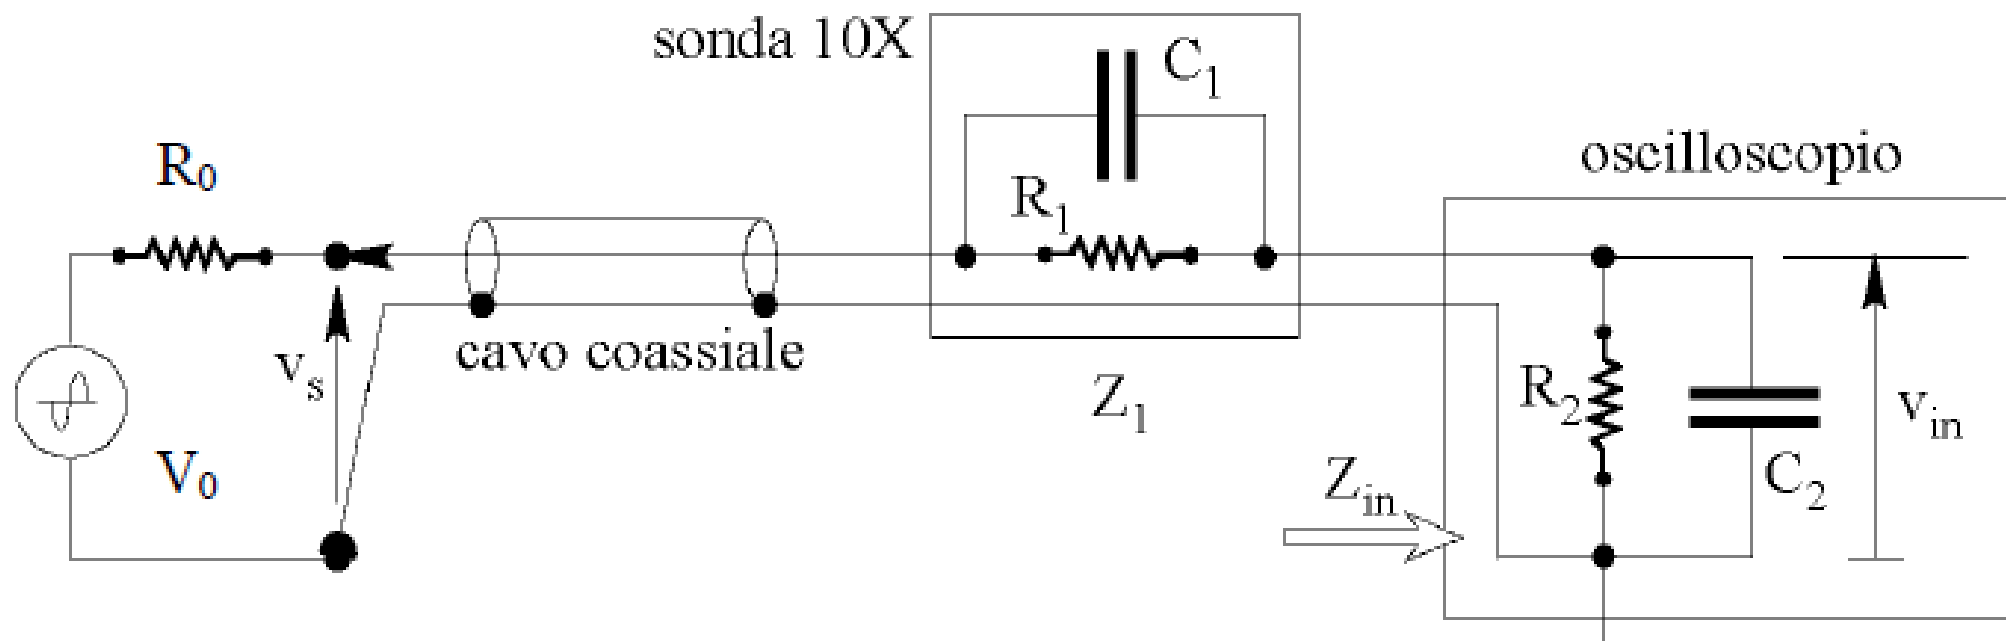 sonda 10X
C₁
R₀
R₁
oscilloscopio
vₛ
cavo coassiale
Z₁
R₂
vᵢₙ
V₀
Zᵢₙ
C₂